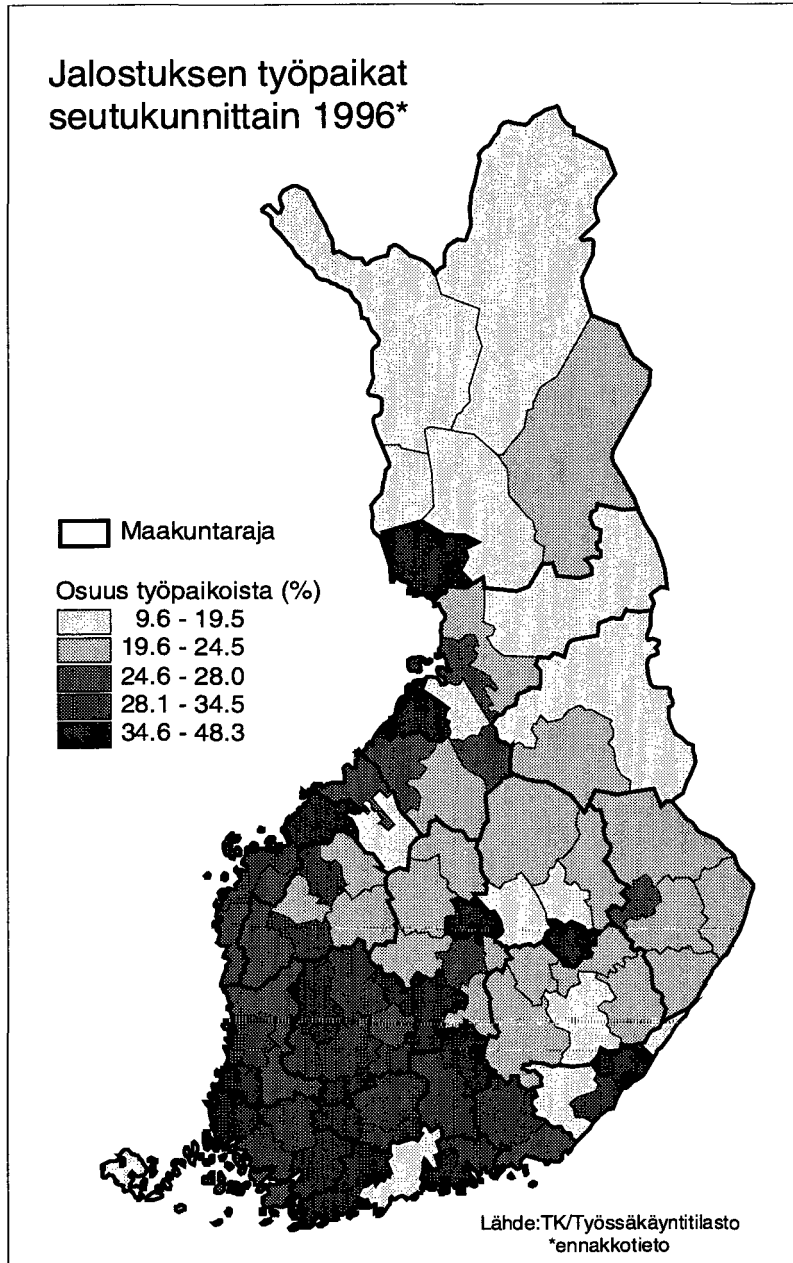 Jalostuksen työpaikat
seutukunnittain 1996*
Maakuntaraja
Osuus työpaikoista (%)
9.6 - 19.5
19.6 - 24.5
24.6 - 28.0
28.1 - 34.5
34.6 - 48.3
Lähde:TK/Työssäkäyntitilasto
*ennakkotieto